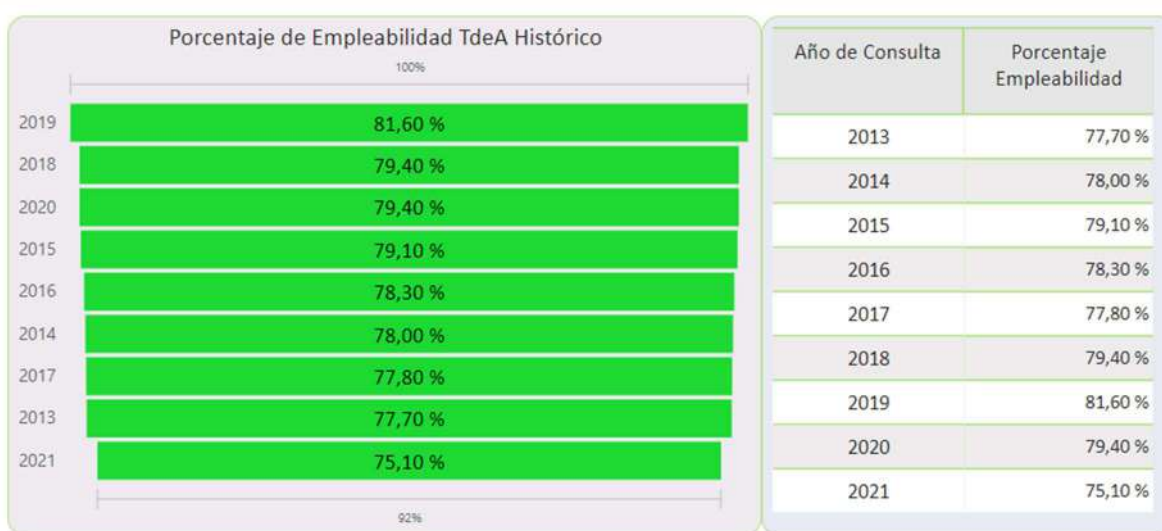 Porcentaje de Empleabilidad TdeA Histórico
100%
2019 81,60 %
2018 79,40 %
2020 79,40 %
2015 79,10 %
2016 78,30 %
2014 78,00 %
2017 77,80 %
2013 77,70 %
2021 75,10 %
92%
Año de Consulta Porcentaje
Empleabilidad
2013 77,70 %
2014 78,00 %
2015 79,10 %
2016 78,30 %
2017 77,80 %
2018 79,40 %
2019 81,60 %
2020 79,40 %
2021 75,10 %